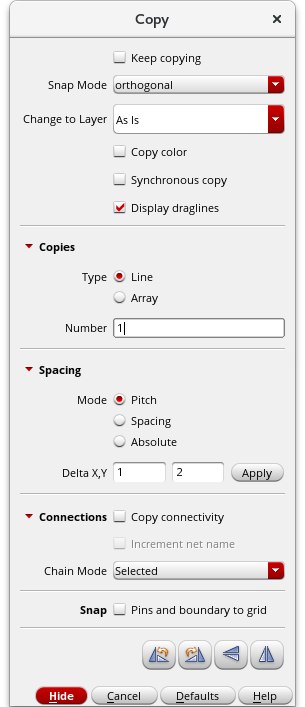 Copy
Keep copying
Snap Mode orthogonal
Change to Layer As Is
Copy color
Synchronous copy
Display draglines
Copies
Type Line
Array
Number 1
Spacing
Mode Pitch
Spacing
Absolute
Delta X,Y 1 2 Apply
Connections Copy connectivity
Increment net name
Chain Mode Selected
Snap Pins and boundary to grid
Hide Cancel Defaults Help